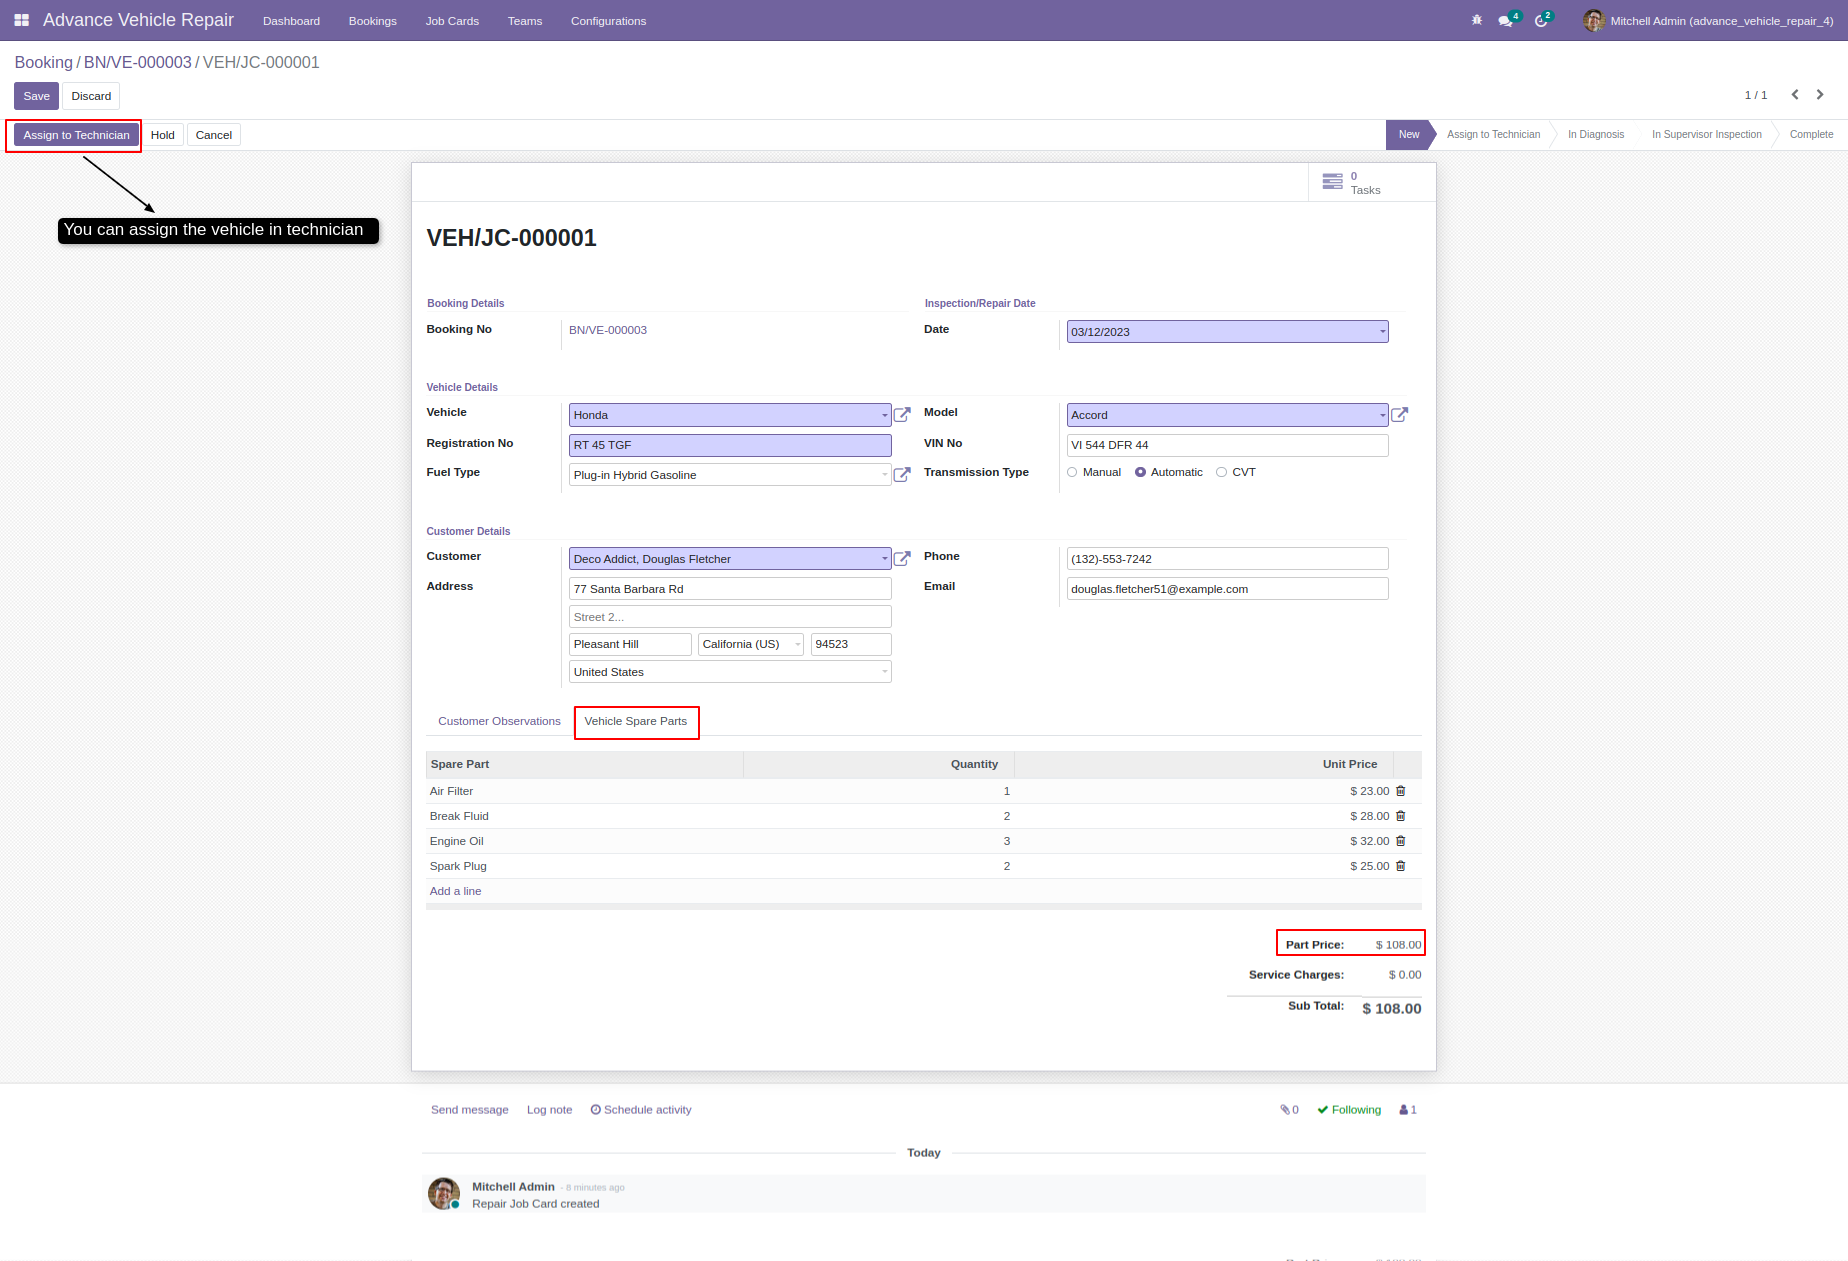 Advance Vehicle Repair Dashboard Bookings Job Cards Teams Configurations 4 2 Mitchell Admin (advance_vehicle_repair_4)
Booking / BN/VE-000003 / VEH/JC-000001
Save Discard 1 / 1
Assign to Technician Hold Cancel New Assign to Technician In Diagnosis In Supervisor Inspection Complete
0
Tasks
You can assign the vehicle in technician
VEH/JC-000001
Booking Details Inspection/Repair Date
Booking No BN/VE-000003 Date 03/12/2023
Vehicle Details
Vehicle Honda Model Accord
Registration No RT 45 TGF VIN No VI 544 DFR 44
Fuel Type Plug-in Hybrid Gasoline Transmission Type Manual Automatic CVT
Customer Details
Customer Deco Addict, Douglas Fletcher Phone (132)-553-7242
Address 77 Santa Barbara Rd Email douglas.fletcher51@example.com
Street 2...
Pleasant Hill California (US) 94523
United States
Customer Observations Vehicle Spare Parts
Spare Part Quantity Unit Price
Air Filter 1 $ 23.00
Break Fluid 2 $ 28.00
Engine Oil 3 $ 32.00
Spark Plug 2 $ 25.00
Add a line
Part Price: $ 108.00
Service Charges: $ 0.00
Sub Total: $ 108.00
Send message Log note Schedule activity 0 Following 1
Today
Mitchell Admin - 8 minutes ago
Repair Job Card created